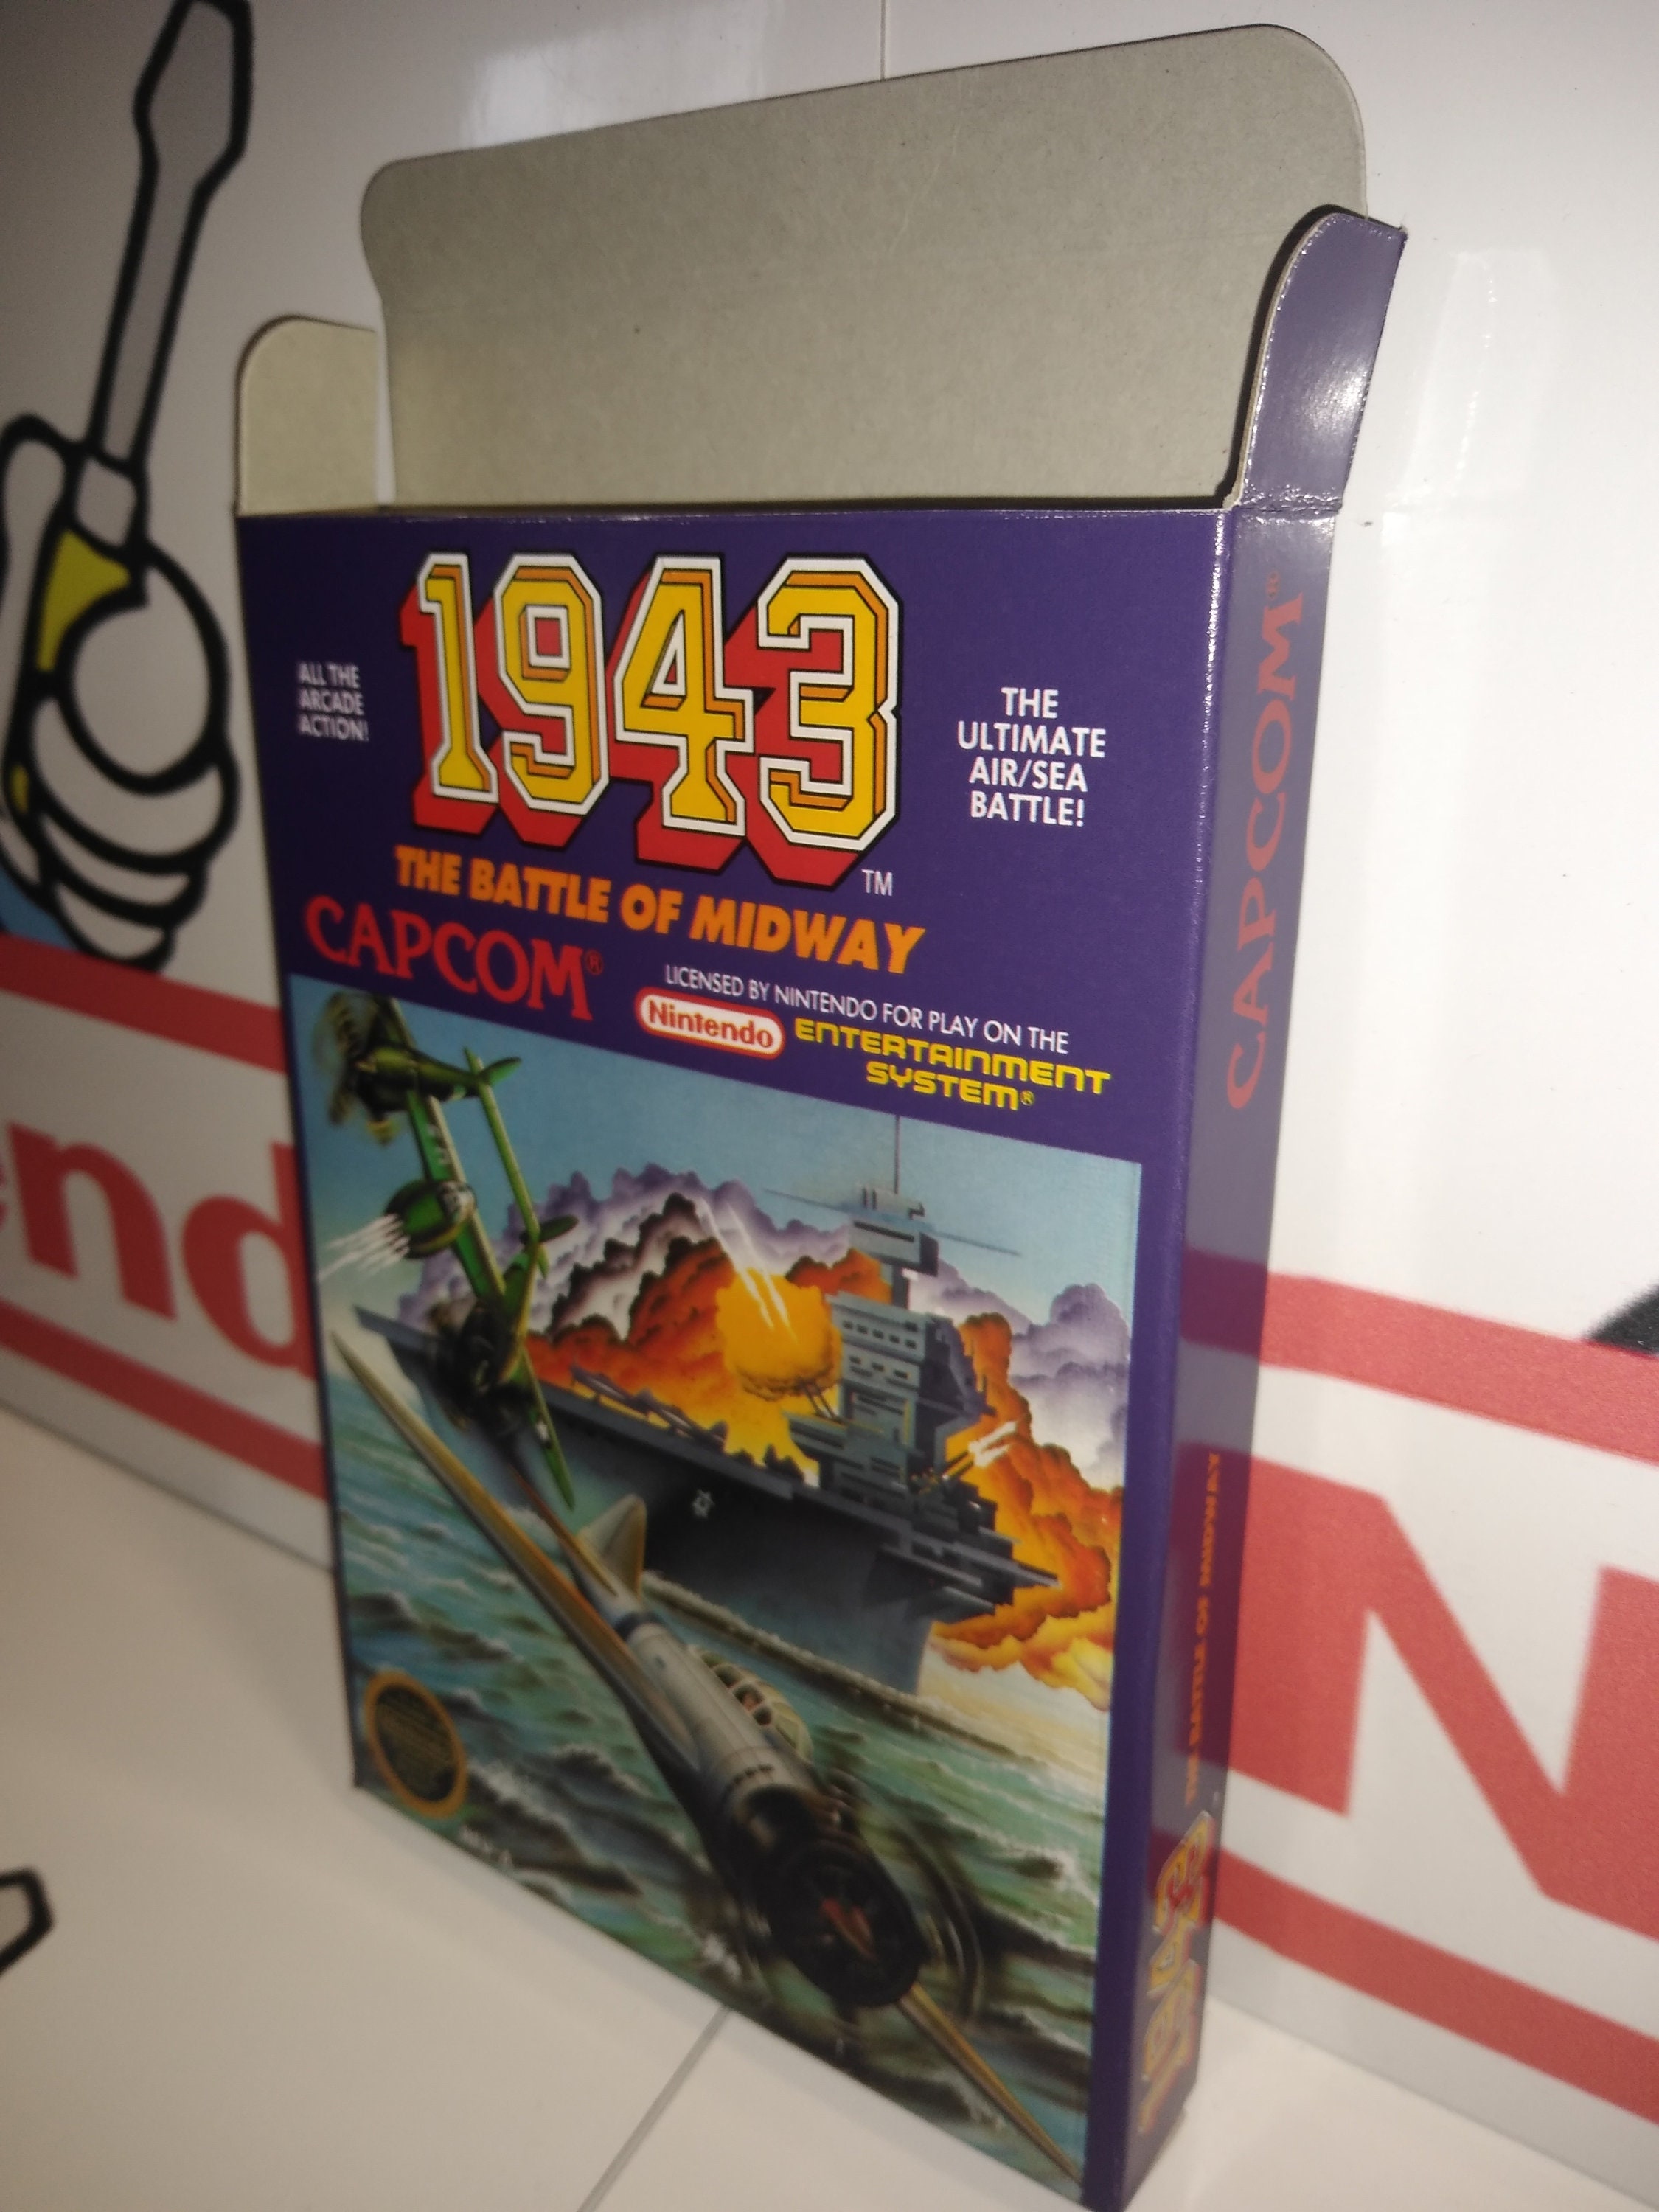 ALL THE
ARCADE
ACTION!
1943
TM
THE
ULTIMATE
AIR/SEA
BATTLE!
THE BATTLE OF MIDWAY
CAPCOM®
LICENSED BY NINTENDO FOR PLAY ON THE
Nintendo ENTERTAINMENT
SYSTEM®
CAPCOM®
THE BATTLE OF MIDWAY
1943
end
N